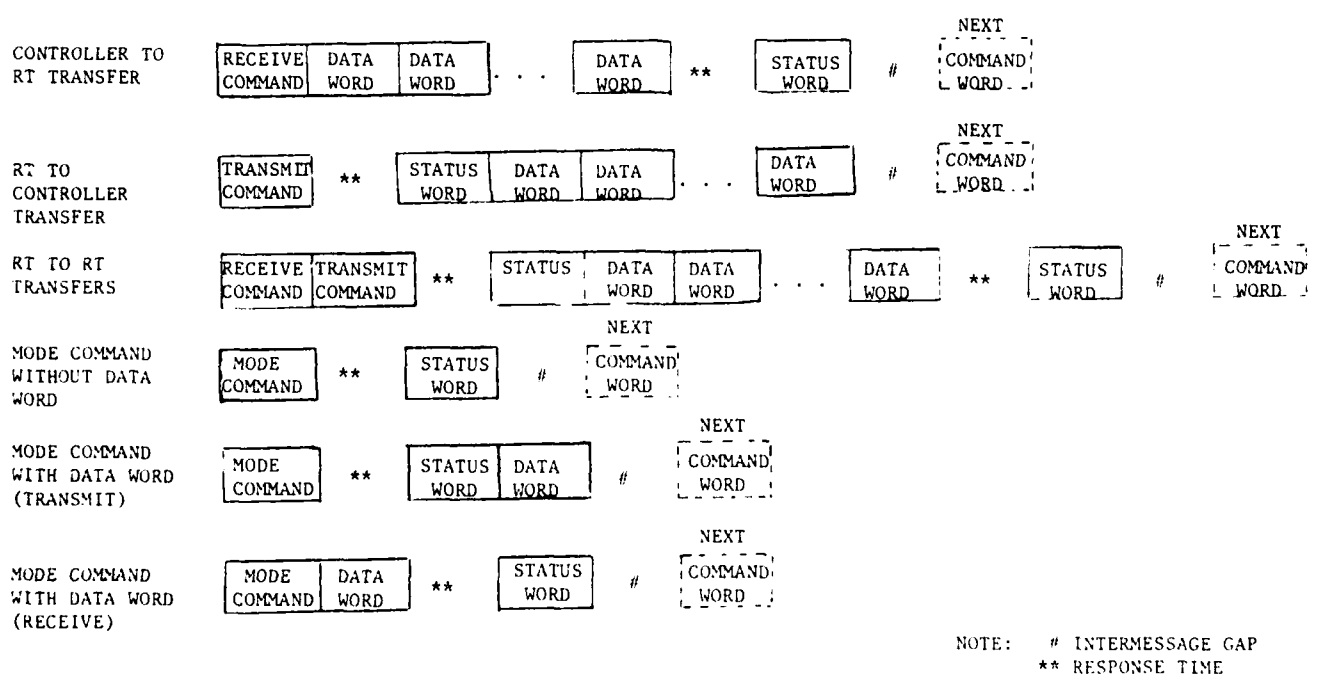 NEXT
CONTROLLER TO RT TRANSFER
RECEIVE COMMAND DATA WORD DATA WORD . . . DATA WORD ** STATUS WORD # COMMAND WORD
NEXT
RT TO CONTROLLER TRANSFER
TRANSMIT COMMAND ** STATUS WORD DATA WORD DATA WORD . . . DATA WORD # COMMAND WORD
NEXT
RT TO RT TRANSFERS
RECEIVE COMMAND TRANSMIT COMMAND ** STATUS DATA WORD DATA WORD . . . DATA WORD ** STATUS WORD # COMMAND WORD
NEXT
MODE COMMAND WITHOUT DATA WORD
MODE COMMAND ** STATUS WORD # COMMAND WORD
NEXT
MODE COMMAND WITH DATA WORD (TRANSMIT)
MODE COMMAND ** STATUS WORD DATA WORD # COMMAND WORD
NEXT
MODE COMMAND WITH DATA WORD (RECEIVE)
MODE COMMAND DATA WORD ** STATUS WORD # COMMAND WORD
NOTE: # INTERMESSAGE GAP
** RESPONSE TIME